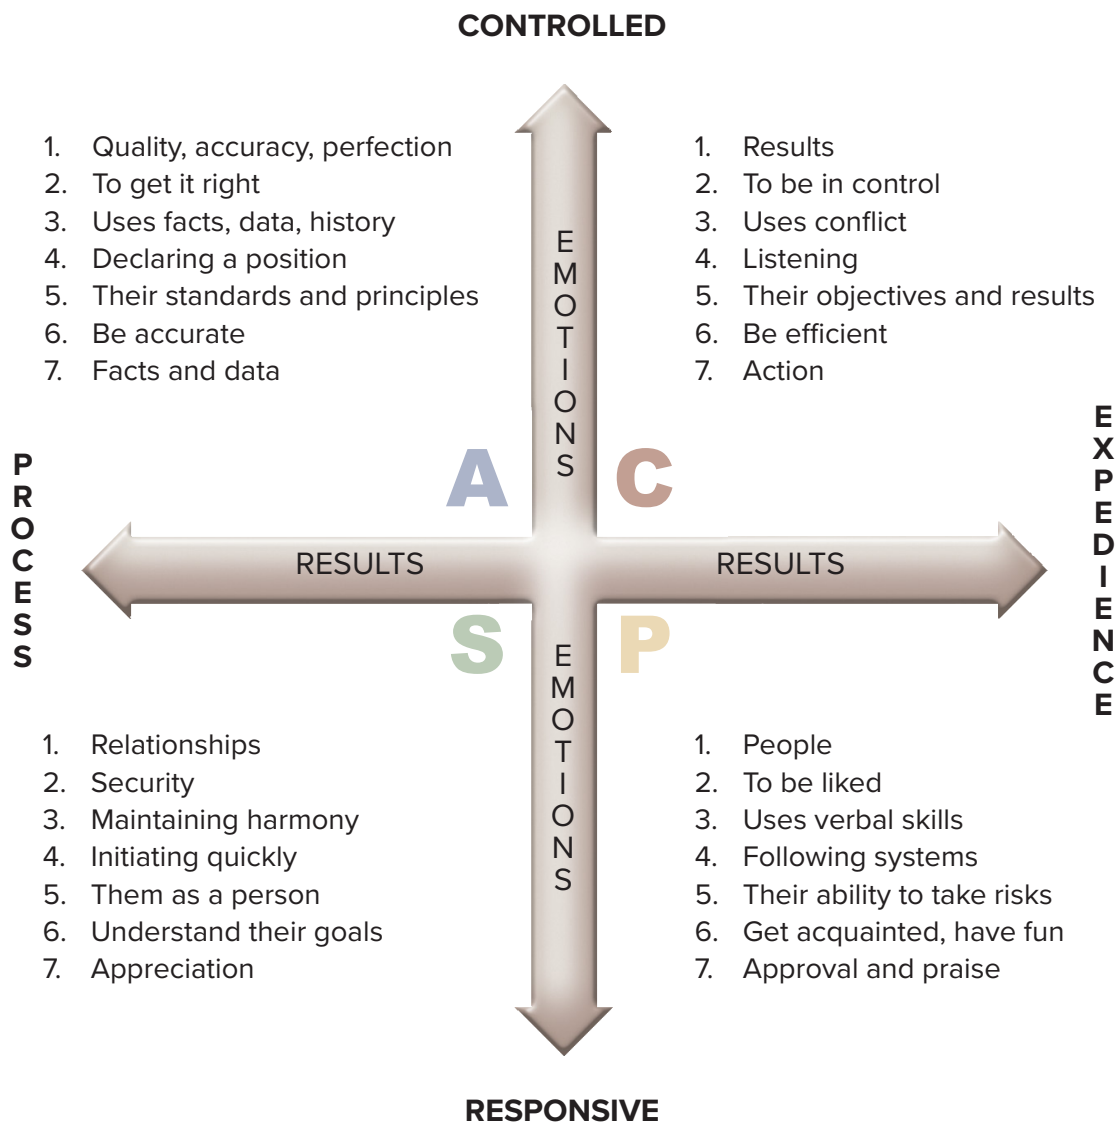 CONTROLLED
1. Quality, accuracy, perfection
2. To get it right
3. Uses facts, data, history
4. Declaring a position
5. Their standards and principles
6. Be accurate
7. Facts and data
1. Results
2. To be in control
3. Uses conflict
4. Listening
5. Their objectives and results
6. Be efficient
7. Action
EMOTIONS
PROCESS
EXPEDIENCE
A
C
RESULTS
RESULTS
S
P
EMOTIONS
1. Relationships
2. Security
3. Maintaining harmony
4. Initiating quickly
5. Them as a person
6. Understand their goals
7. Appreciation
1. People
2. To be liked
3. Uses verbal skills
4. Following systems
5. Their ability to take risks
6. Get acquainted, have fun
7. Approval and praise
RESPONSIVE